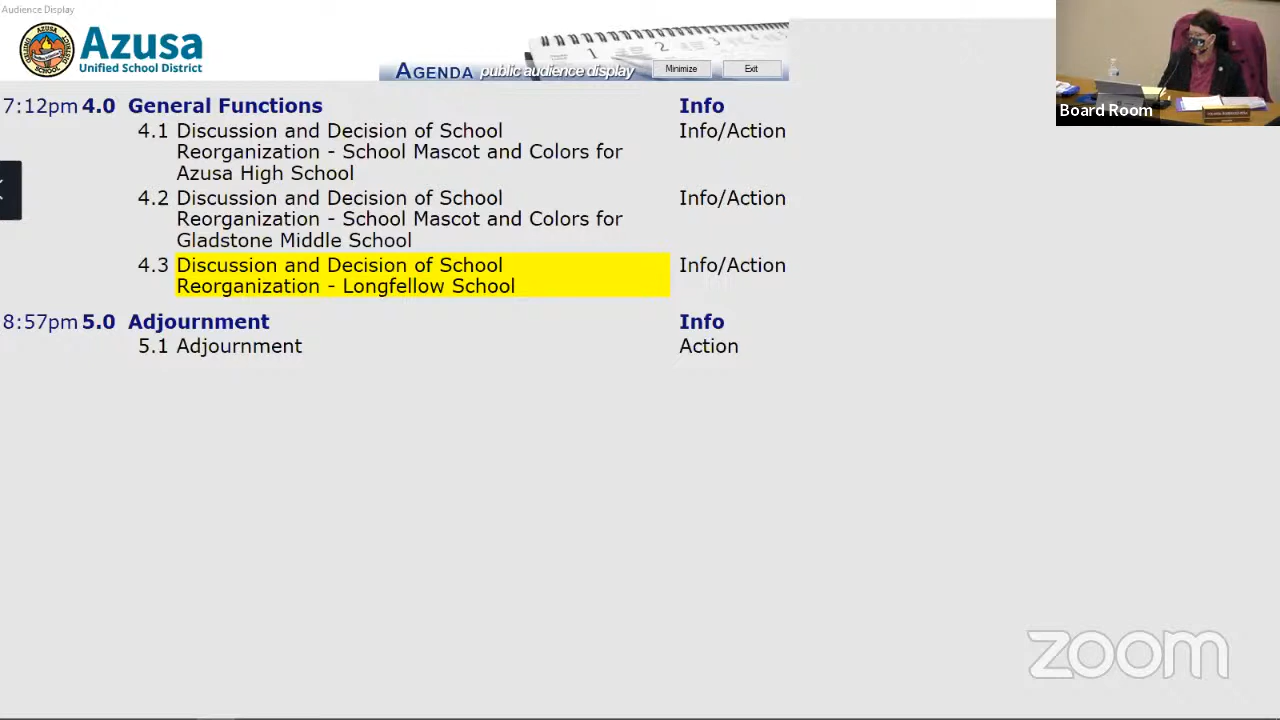 Audience Display
Azusa
Unified School District
AGENDA public audience display
Minimize
Exit
Board Room
7:12pm 4.0 General Functions Info
4.1 Discussion and Decision of School Info/Action
Reorganization - School Mascot and Colors for
Azusa High School
4.2 Discussion and Decision of School Info/Action
Reorganization - School Mascot and Colors for
Gladstone Middle School
4.3 Discussion and Decision of School Info/Action
Reorganization - Longfellow School
8:57pm 5.0 Adjournment Info
5.1 Adjournment Action
zoom